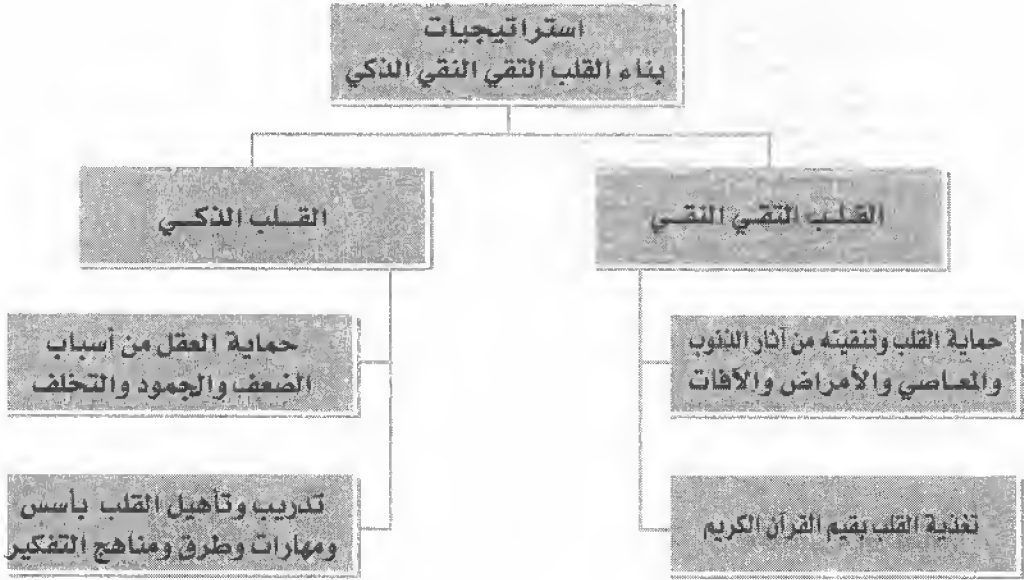 استراتيجيات
بناء القلب التقي النقي الذكي
القلب التقي النقي
القلب الذكي
حماية القلب وتنقيته من آثار الذنوب
والمعاصي والأمراض والآفات
حماية العقل من أسباب
الضعف والجمود والتخلف
تغذية القلب بقيم القرآن الكريم
تدريب وتأهيل القلب بأسس
ومهارات وطرق ومناهج التفكير